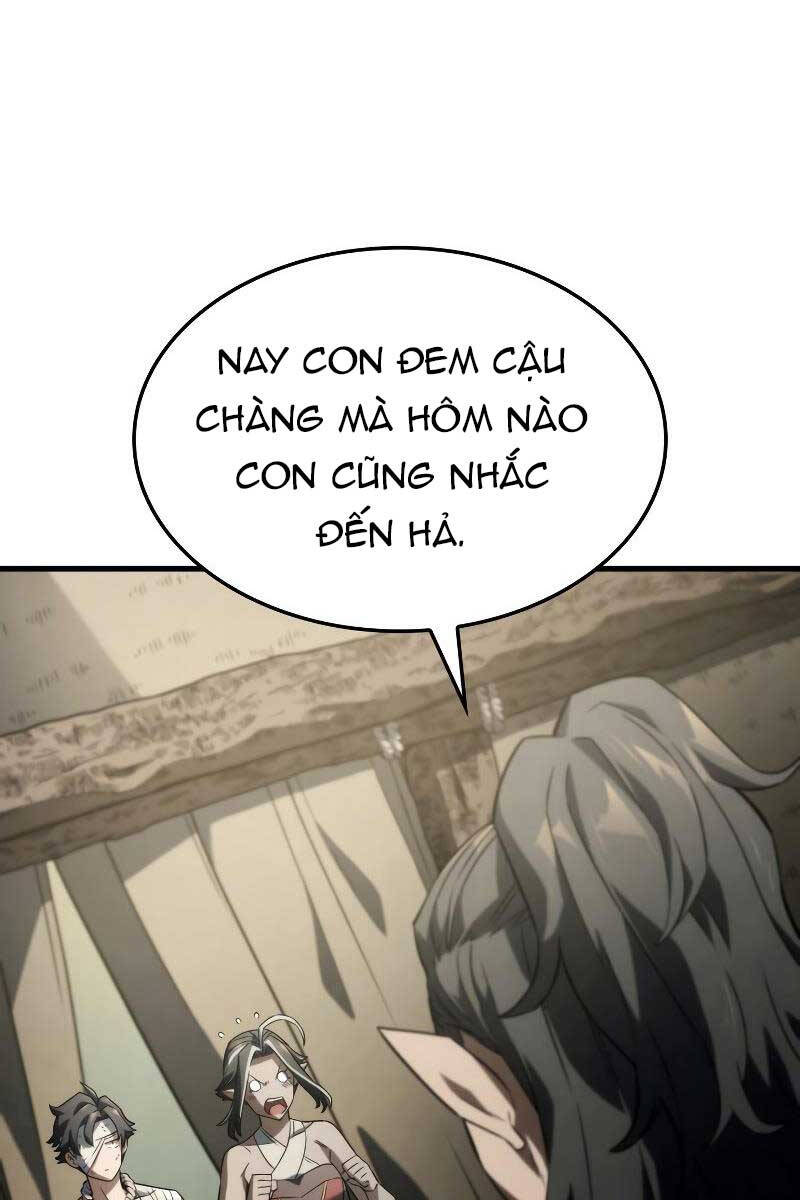 NAY CON ĐEM CẬU
CHÀNG MÀ HÔM NÀO
CON CŨNG NHẮC
ĐẾN HẢ.